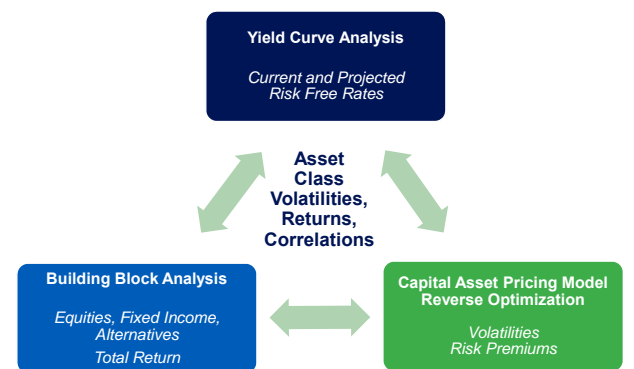 Yield Curve Analysis
Current and Projected
Risk Free Rates
Asset
Class
Volatilities,
Returns,
Correlations
Building Block Analysis
Equities, Fixed Income,
Alternatives
Total Return
Capital Asset Pricing Model
Reverse Optimization
Volatilities
Risk Premiums